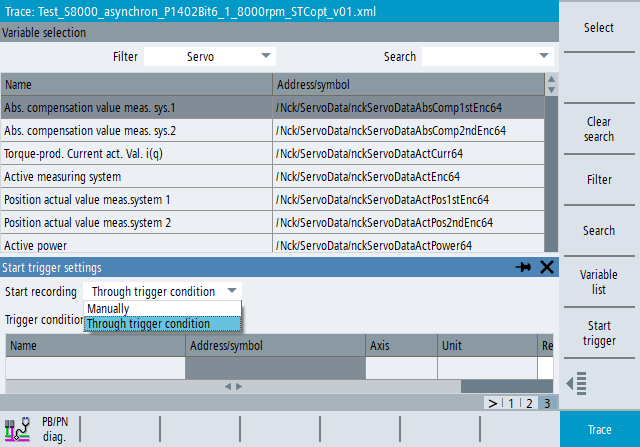 Trace: Test_S8000_asynchron_P1402Bit6_1_8000rpm_STCopt_v01.xml
Variable selection
Filter Servo Search
Name Address/symbol
Abs. compensation value meas. sys.1 /Nck/ServoData/nckServoDataAbsComp1stEnc64
Abs. compensation value meas. sys.2 /Nck/ServoData/nckServoDataAbsComp2ndEnc64
Torque-prod. Current act. Val. i(q) /Nck/ServoData/nckServoDataActCurr64
Active measuring system /Nck/ServoData/nckServoDataActEnc64
Position actual value meas.system 1 /Nck/ServoData/nckServoDataActPos1stEnc64
Position actual value meas.system 2 /Nck/ServoData/nckServoDataActPos2ndEnc64
Active power /Nck/ServoData/nckServoDataActPower64
Start trigger settings
Start recording Through trigger condition
Manually
Trigger condition Through trigger condition
Name Address/symbol Axis Unit Re
> 1 2 3
PB/PN
diag.
Select
Clear
search
Filter
Search
Variable
list
Start
trigger
Trace